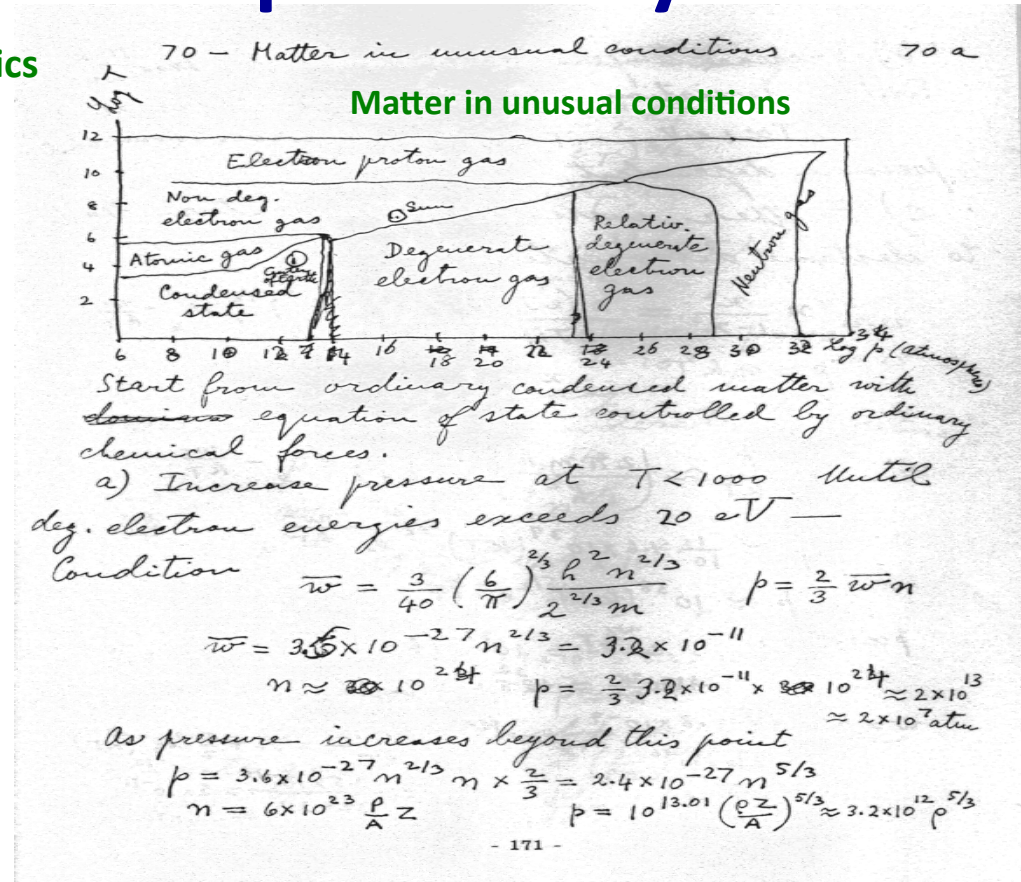 ics
70 - Matter in unusual conditions 70 a
Matter in unusual conditions
Log T
12
10
8
6
4
2
Electron proton gas
Non deg.
electron gas
Sun
Atomic gas
Condensed
state
Degenerate
electron gas
Relativ.
degenerate
electron
gas
Neutron gas
6 8 10 12 14 16 18 20 22 24 26 28 30 32 34 Log p (atmospheres)
Start from ordinary condensed matter with
equation of state controlled by ordinary
chemical forces.
a) Increase pressure at T<1000 Until
deg. electron energies exceeds 20 eV —
Condition w̄ = 3/40 (6/π)^2/3 h^2 n^2/3 / 2^2/3 m p = 2/3 w̄ n
w̄ = 3.6×10^-27 n^2/3 = 3.2×10^-11
n ≈ 10^24 p = 2/3 3.2×10^-11 × 10^24 ≈ 2×10^13
≈ 2×10^7 atm
As pressure increases beyond this point
p = 3.6×10^-27 n^2/3 n × 2/3 = 2.4×10^-27 n^5/3
n = 6×10^23 ρ/A Z p = 10^13.01 (ρZ/A)^5/3 ≈ 3.2×10^12 ρ^5/3
- 171 -